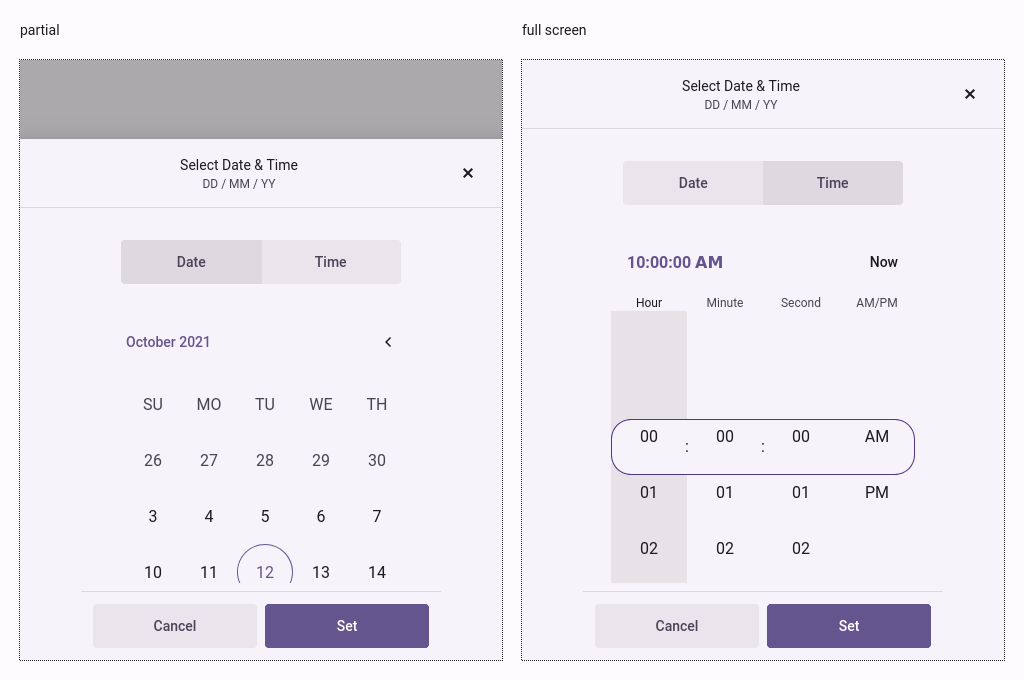 partial
Select Date & Time
DD / MM / YY
Date Time
October 2021
SU MO TU WE TH
26 27 28 29 30
3 4 5 6 7
10 11 12 13 14
Cancel Set
full screen
Select Date & Time
DD / MM / YY
Date Time
10:00:00 AM Now
Hour Minute Second AM/PM
00 : 00 : 00 AM
01 01 01 PM
02 02 02
Cancel Set